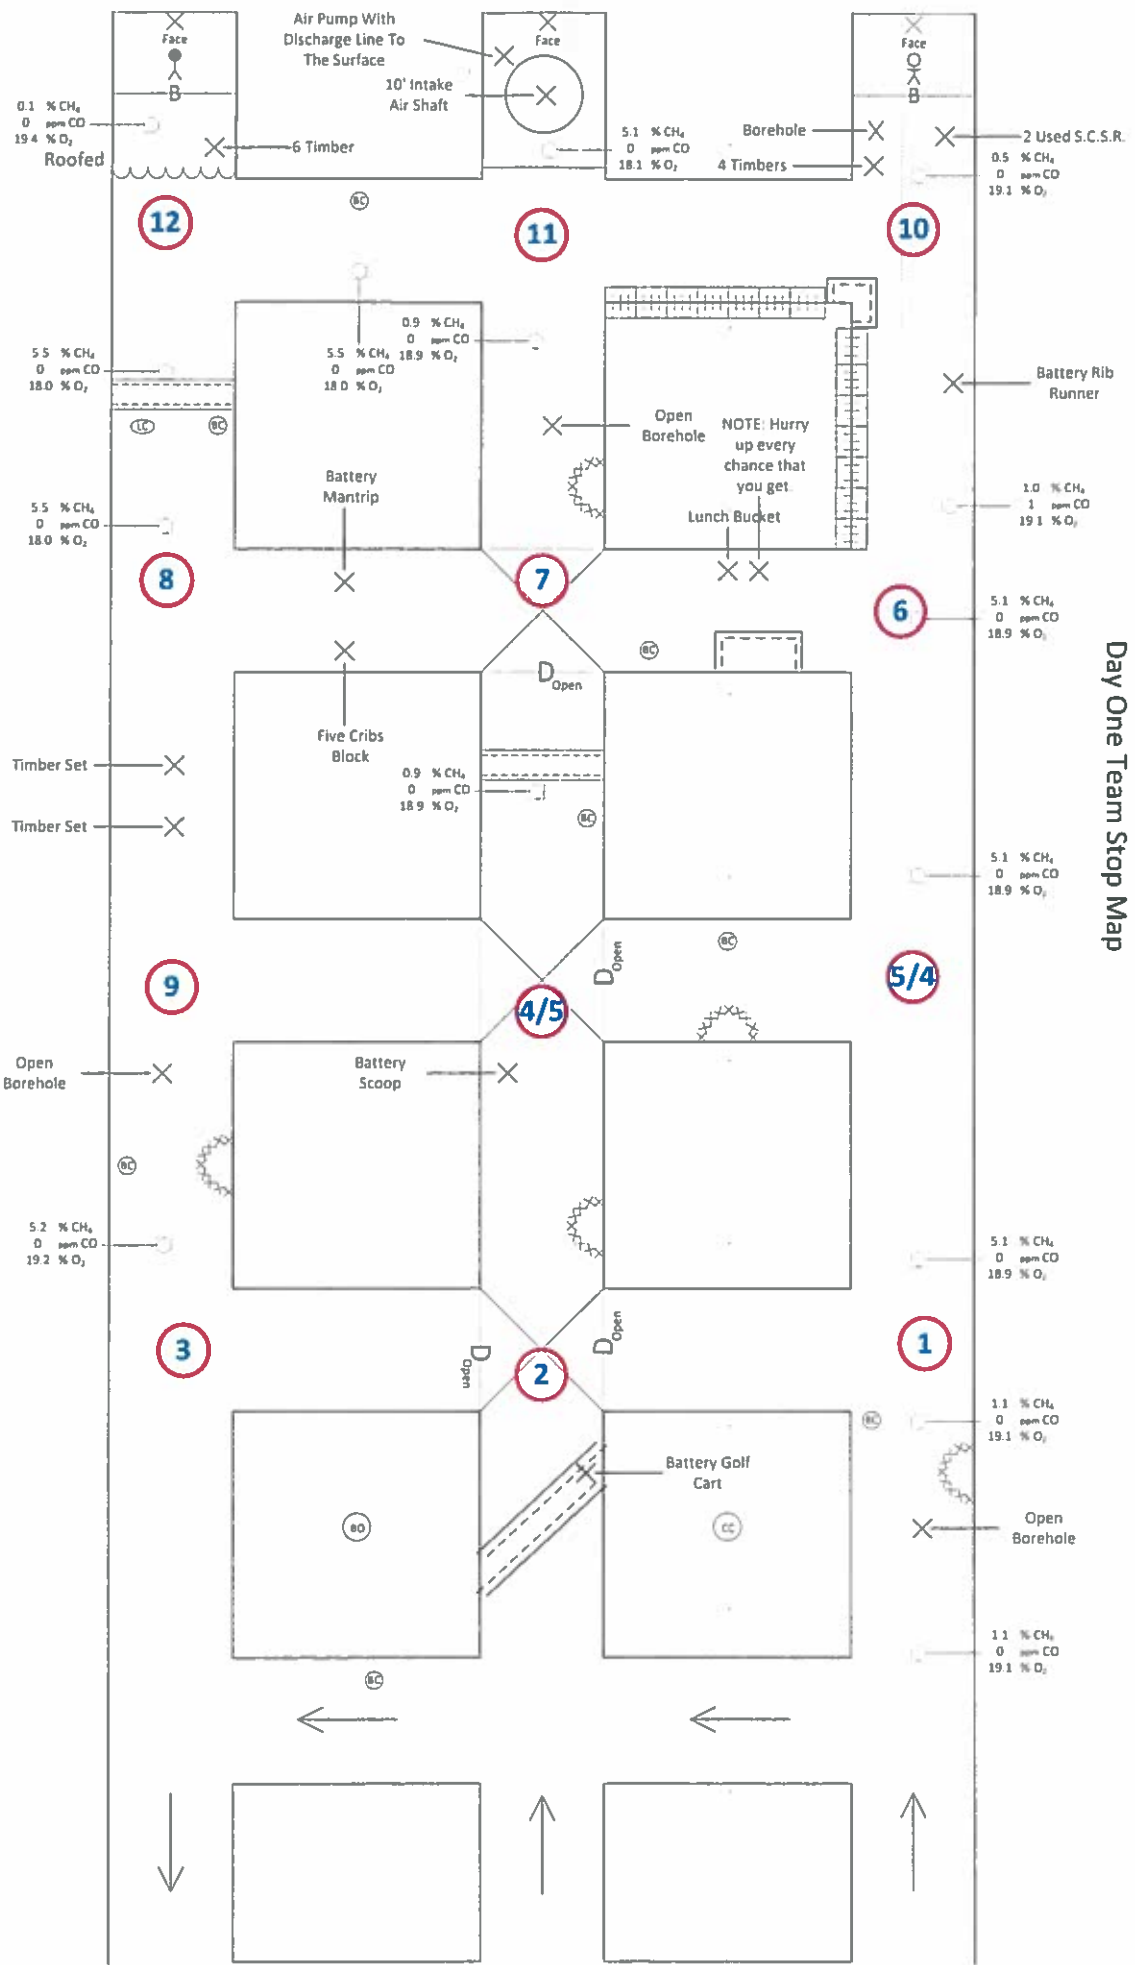 Day One Team Stop Map
Air Pump With
Discharge Line To
The Surface
10' Intake
Air Shaft
Face
B
Face
Face
B
0.1 % CH₄
0 ppm CO
19.4 % O₂
Roofed
6 Timber
5.1 % CH₄
0 ppm CO
18.1 % O₂
Borehole
4 Timbers
2 Used S.C.S.R.
0.5 % CH₄
0 ppm CO
19.1 % O₂
BC
12
11
10
5.5 % CH₄
0 ppm CO
18.0 % O₂
5.5 % CH₄
0 ppm CO
18.0 % O₂
0.9 % CH₄
0 ppm CO
18.9 % O₂
Battery Rib
Runner
LC
BC
Open
Borehole
NOTE: Hurry
up every
chance that
you get.
Lunch Bucket
Battery
Mantrip
5.5 % CH₄
0 ppm CO
18.0 % O₂
1.0 % CH₄
1 ppm CO
19.1 % O₂
8
7
6
5.1 % CH₄
0 ppm CO
18.9 % O₂
BC
D
Open
Five Cribs
Block
Timber Set
Timber Set
0.9 % CH₄
0 ppm CO
18.9 % O₂
BC
5.1 % CH₄
0 ppm CO
18.9 % O₂
BC
D
Open
9
4/5
5/4
Open
Borehole
Battery
Scoop
BC
5.2 % CH₄
0 ppm CO
19.2 % O₂
5.1 % CH₄
0 ppm CO
18.9 % O₂
3
D
Open
2
D
Open
1
1.1 % CH₄
0 ppm CO
19.1 % O₂
BC
Battery Golf
Cart
BO
CC
Open
Borehole
1.1 % CH₄
0 ppm CO
19.1 % O₂
BC